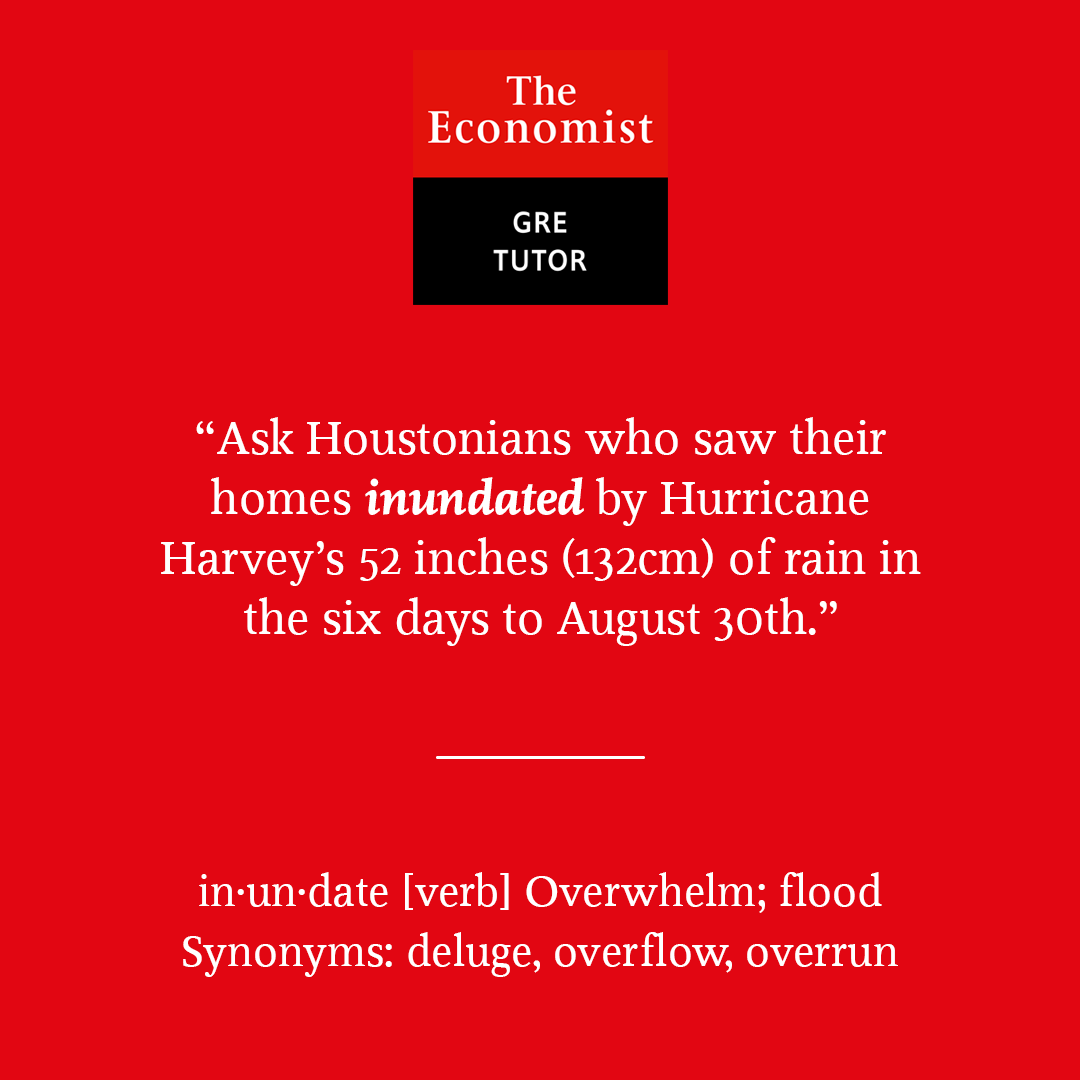 The
Economist
GRE
TUTOR
“Ask Houstonians who saw their
homes inundated by Hurricane
Harvey’s 52 inches (132cm) of rain in
the six days to August 30th.”
in·un·date [verb] Overwhelm; flood
Synonyms: deluge, overflow, overrun